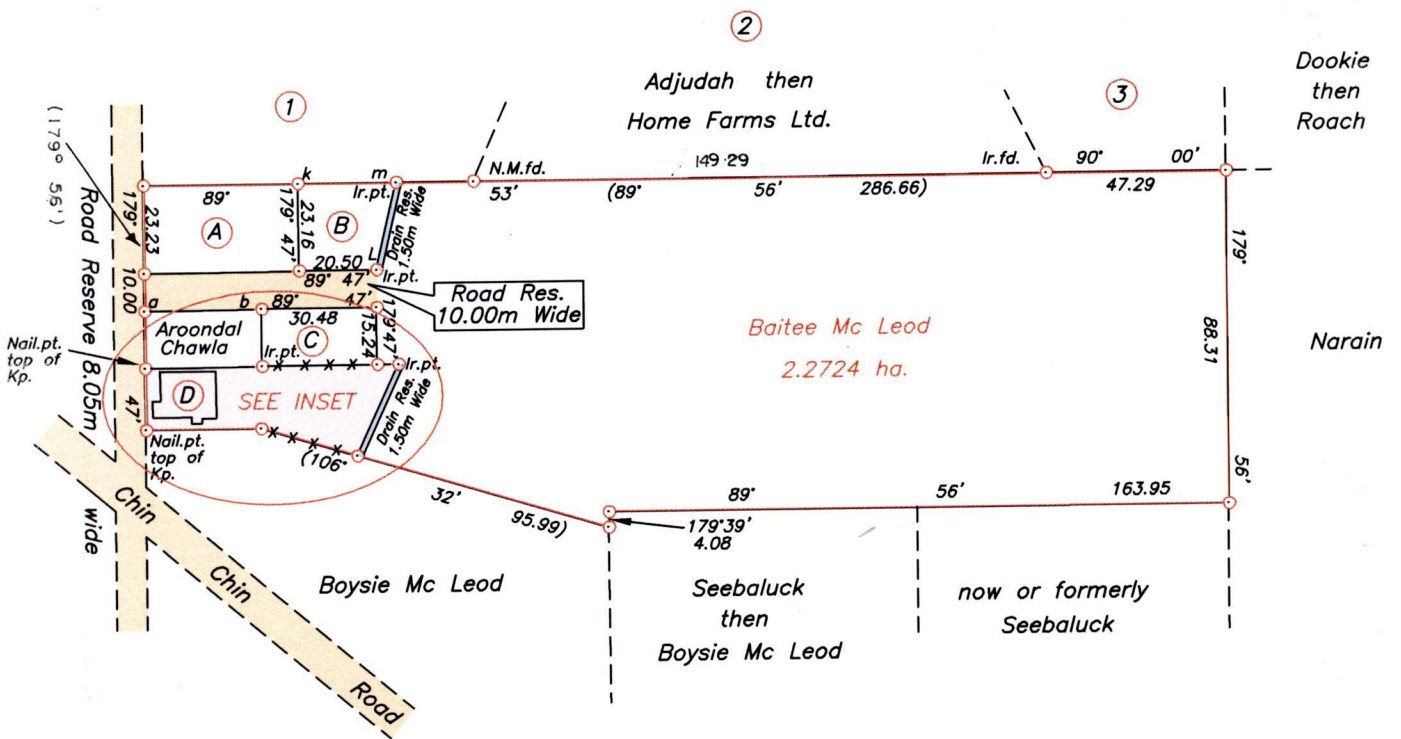 2
1
Adjudah then
Home Farms Ltd.
3
Dookie
then
Roach
(179° 56')
k
m
N.M.fd.
149·29
Ir.fd.
90° 00'
89°
Ir.pt.
53'
(89° 56' 286.66)
47.29
Road Reserve 8.05m wide
179°
23.23
A
179° 47'
23.16
B
Drain Res.
1.50m Wide
L
20.50
89° 47'
Ir.pt.
10.00
Road Res.
10.00m Wide
a
b
89° 47'
30.48
Aroondal
Chawla
C
15.24
179°47'
Ir.pt.
Ir.pt.
Nail.pt.
top of
Kp.
D
SEE INSET
Drain Res.
1.50m Wide
47'
Nail.pt.
top of
Kp.
(106° 32' 95.99)
Baitee Mc Leod
2.2724 ha.
179° 56'
88.31
Narain
89° 56' 163.95
179°39'
4.08
Chin Chin Road
Boysie Mc Leod
Seebaluck
then
Boysie Mc Leod
now or formerly
Seebaluck